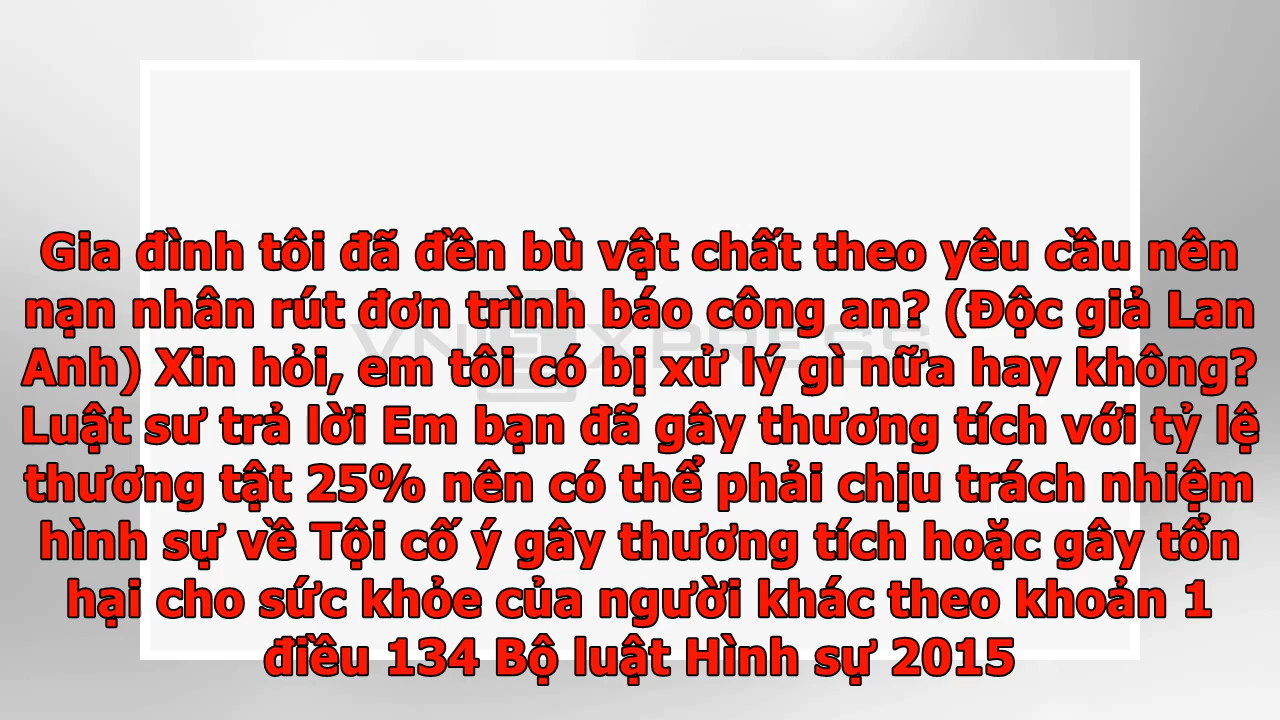 Gia đình tôi đã đền bù vật chất theo yêu cầu nên
nạn nhân rút đơn trình báo công an? (Độc giả Lan
Anh) Xin hỏi, em tôi có bị xử lý gì nữa hay không?
Luật sư trả lời Em bạn đã gây thương tích với tỷ lệ
thương tật 25% nên có thể phải chịu trách nhiệm
hình sự về Tội cố ý gây thương tích hoặc gây tổn
hại cho sức khỏe của người khác theo khoản 1
điều 134 Bộ luật Hình sự 2015
VNEXPRESS